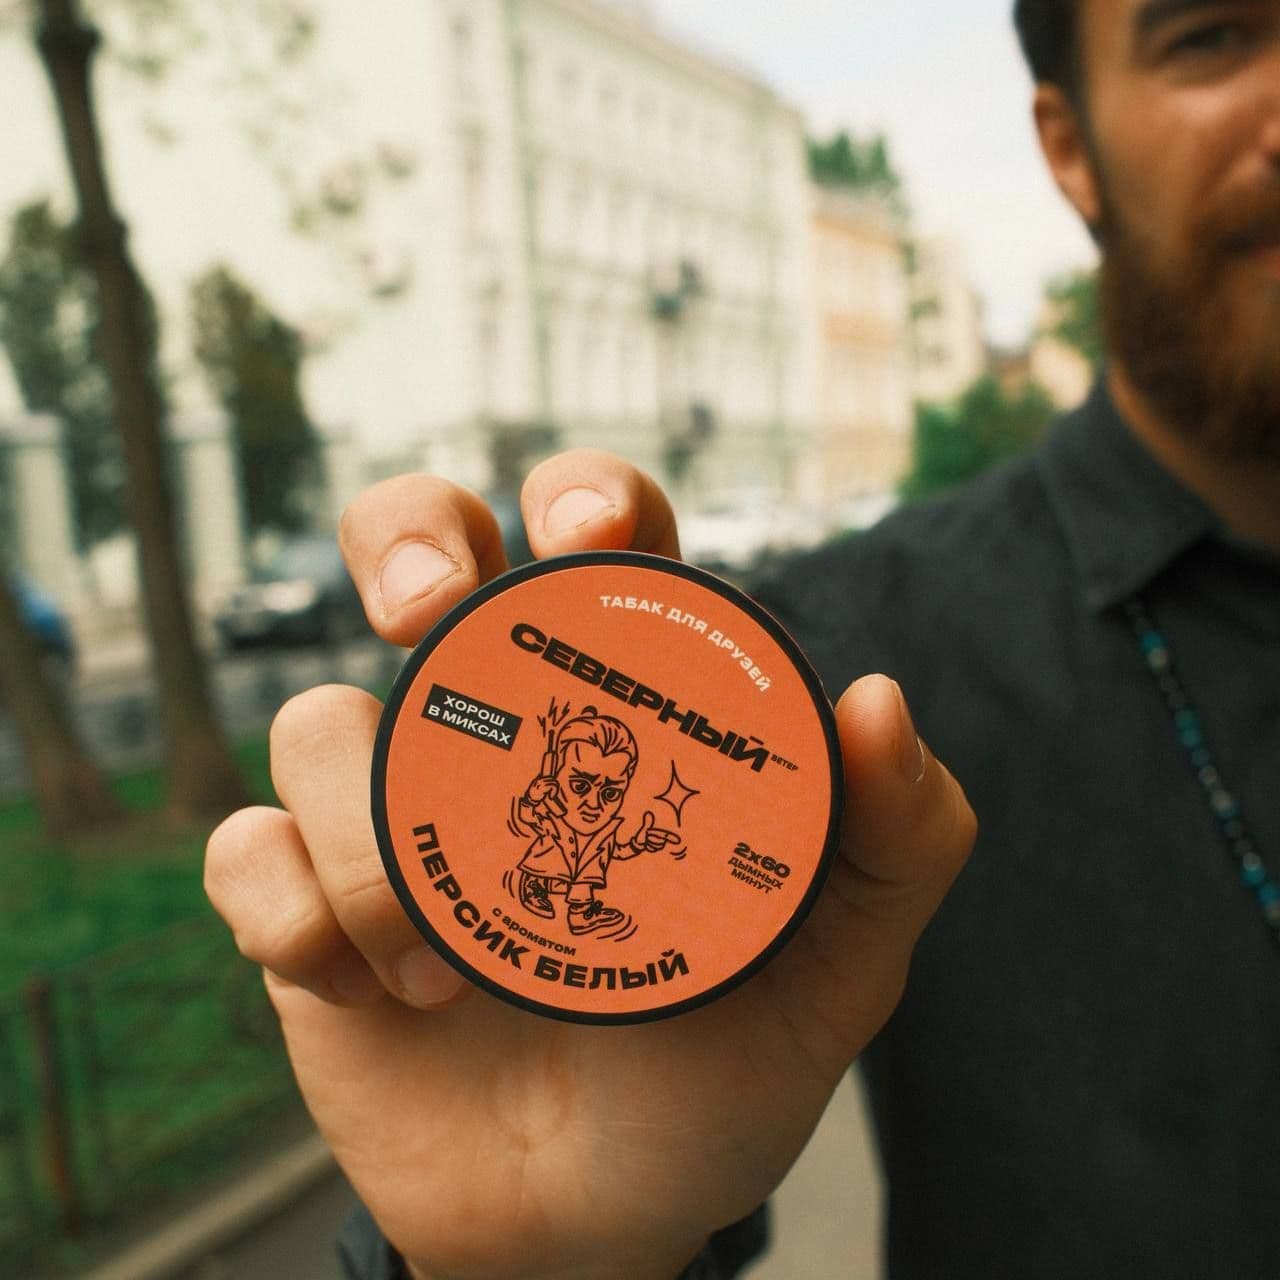 ТАБАК ДЛЯ ДРУЗЕЙ
СЕВЕРНЫЙ ВЕТЕР
ХОРОШ
В МИКСАХ
2х60
ДЫМНЫХ
МИНУТ
с ароматом
ПЕРСИК БЕЛЫЙ